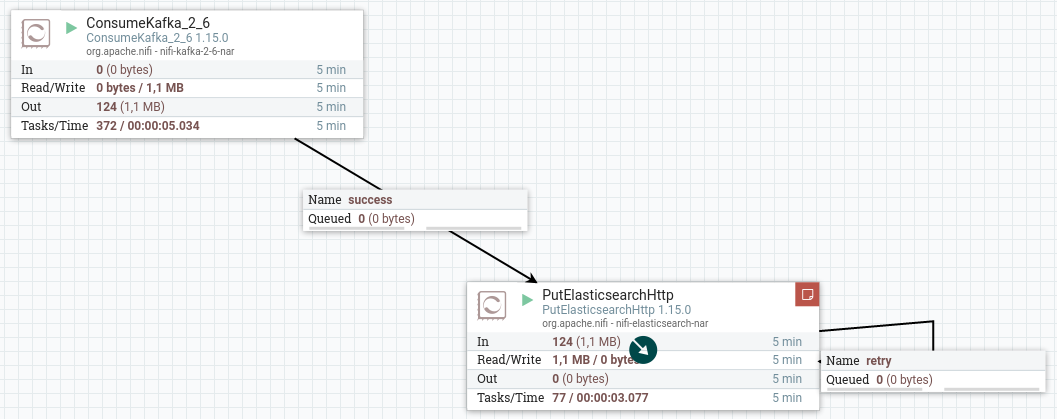 ConsumeKafka_2_6
ConsumeKafka_2_6 1.15.0
org.apache.nifi - nifi-kafka-2-6-nar
In 0 (0 bytes) 5 min
Read/Write 0 bytes / 1,1 MB 5 min
Out 124 (1,1 MB) 5 min
Tasks/Time 372 / 00:00:05.034 5 min
Name success
Queued 0 (0 bytes)
PutElasticsearchHttp
PutElasticsearchHttp 1.15.0
org.apache.nifi - nifi-elasticsearch-nar
In 124 (1,1 MB) 5 min
Read/Write 1,1 MB / 0 bytes 5 min
Out 0 (0 bytes) 5 min
Tasks/Time 77 / 00:00:03.077 5 min
Name retry
Queued 0 (0 bytes)